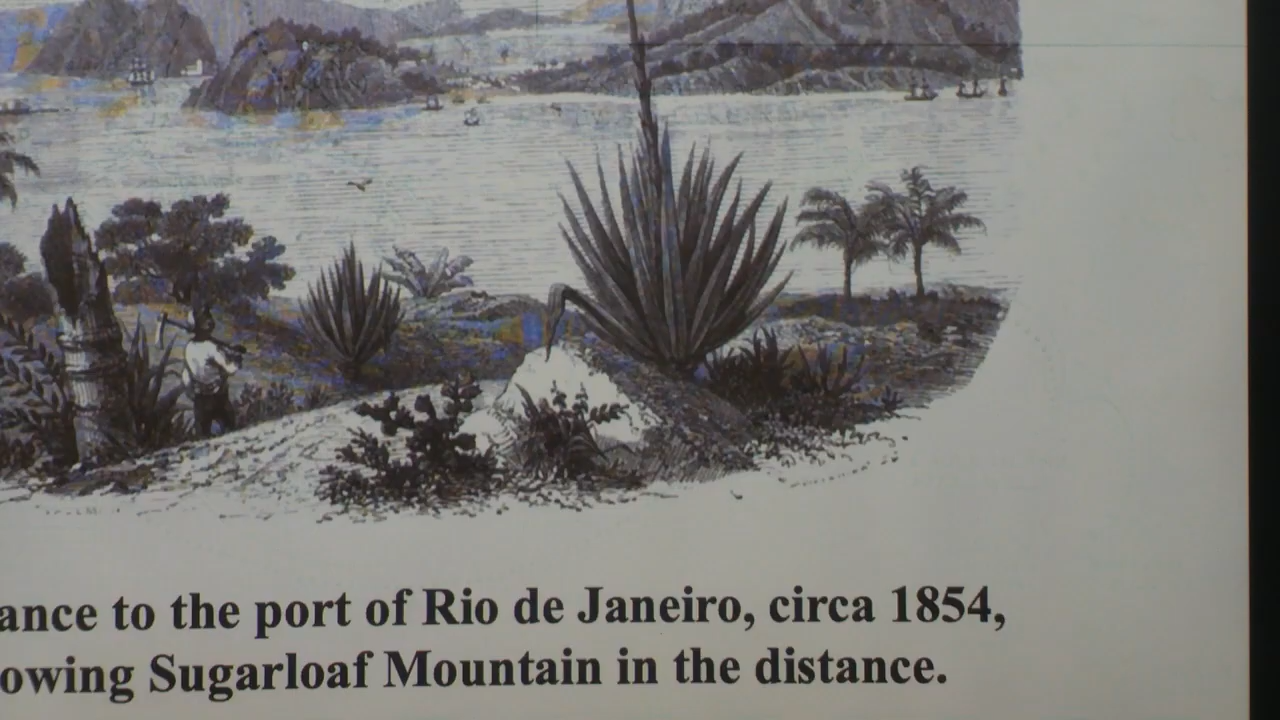 ance to the port of Rio de Janeiro, circa 1854,
owing Sugarloaf Mountain in the distance.